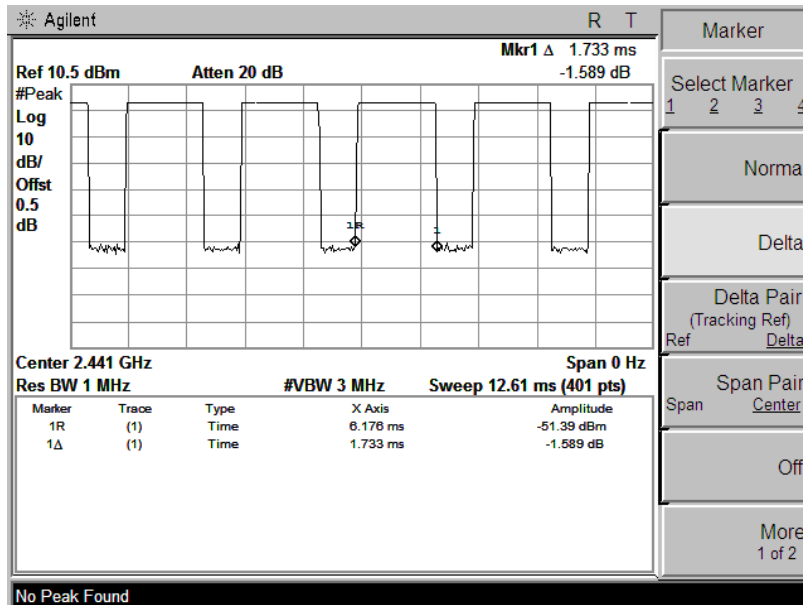 Agilent R T
Mkr1 Δ 1.733 ms
Ref 10.5 dBm Atten 20 dB -1.589 dB
#Peak
Log
10
dB/
Offst
0.5
dB
1R
1
Center 2.441 GHz Span 0 Hz
Res BW 1 MHz #VBW 3 MHz Sweep 12.61 ms (401 pts)
Marker Trace Type X Axis Amplitude
1R (1) Time 6.176 ms -51.39 dBm
1Δ (1) Time 1.733 ms -1.589 dB
No Peak Found
Marker
Select Marker
1 2 3 4
Norma
Delta
Delta Pair
(Tracking Ref)
Ref Delta
Span Pair
Span Center
Off
More
1 of 2